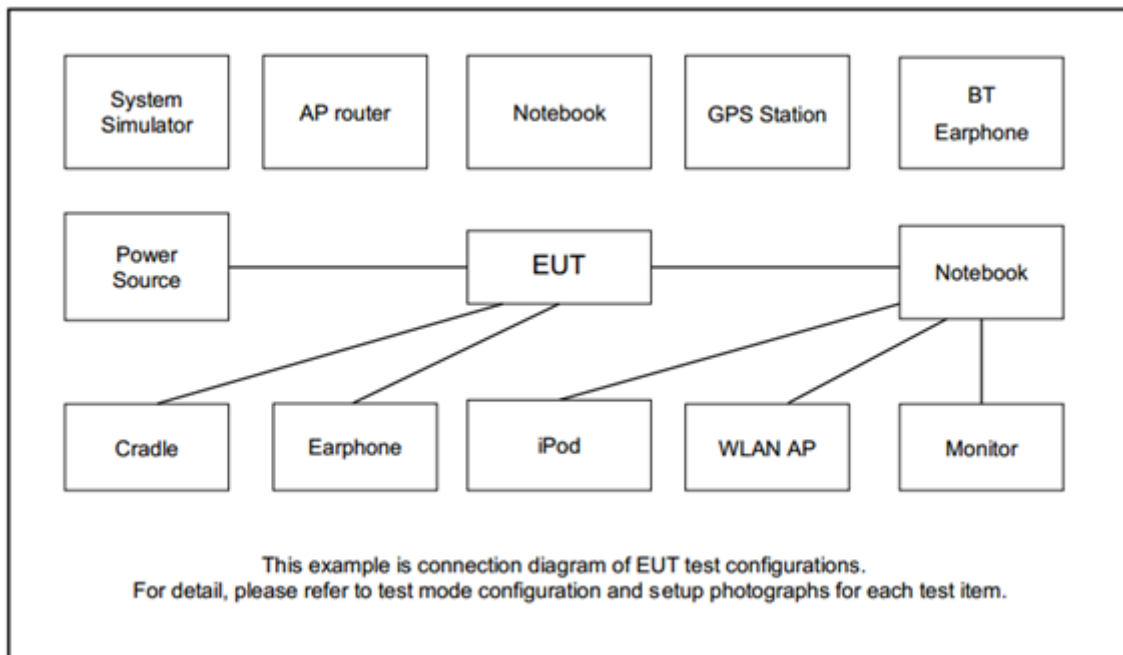 System
Simulator
AP router
Notebook
GPS Station
BT
Earphone
Power
Source
EUT
Notebook
Cradle
Earphone
iPod
WLAN AP
Monitor
This example is connection diagram of EUT test configurations.
For detail, please refer to test mode configuration and setup photographs for each test item.